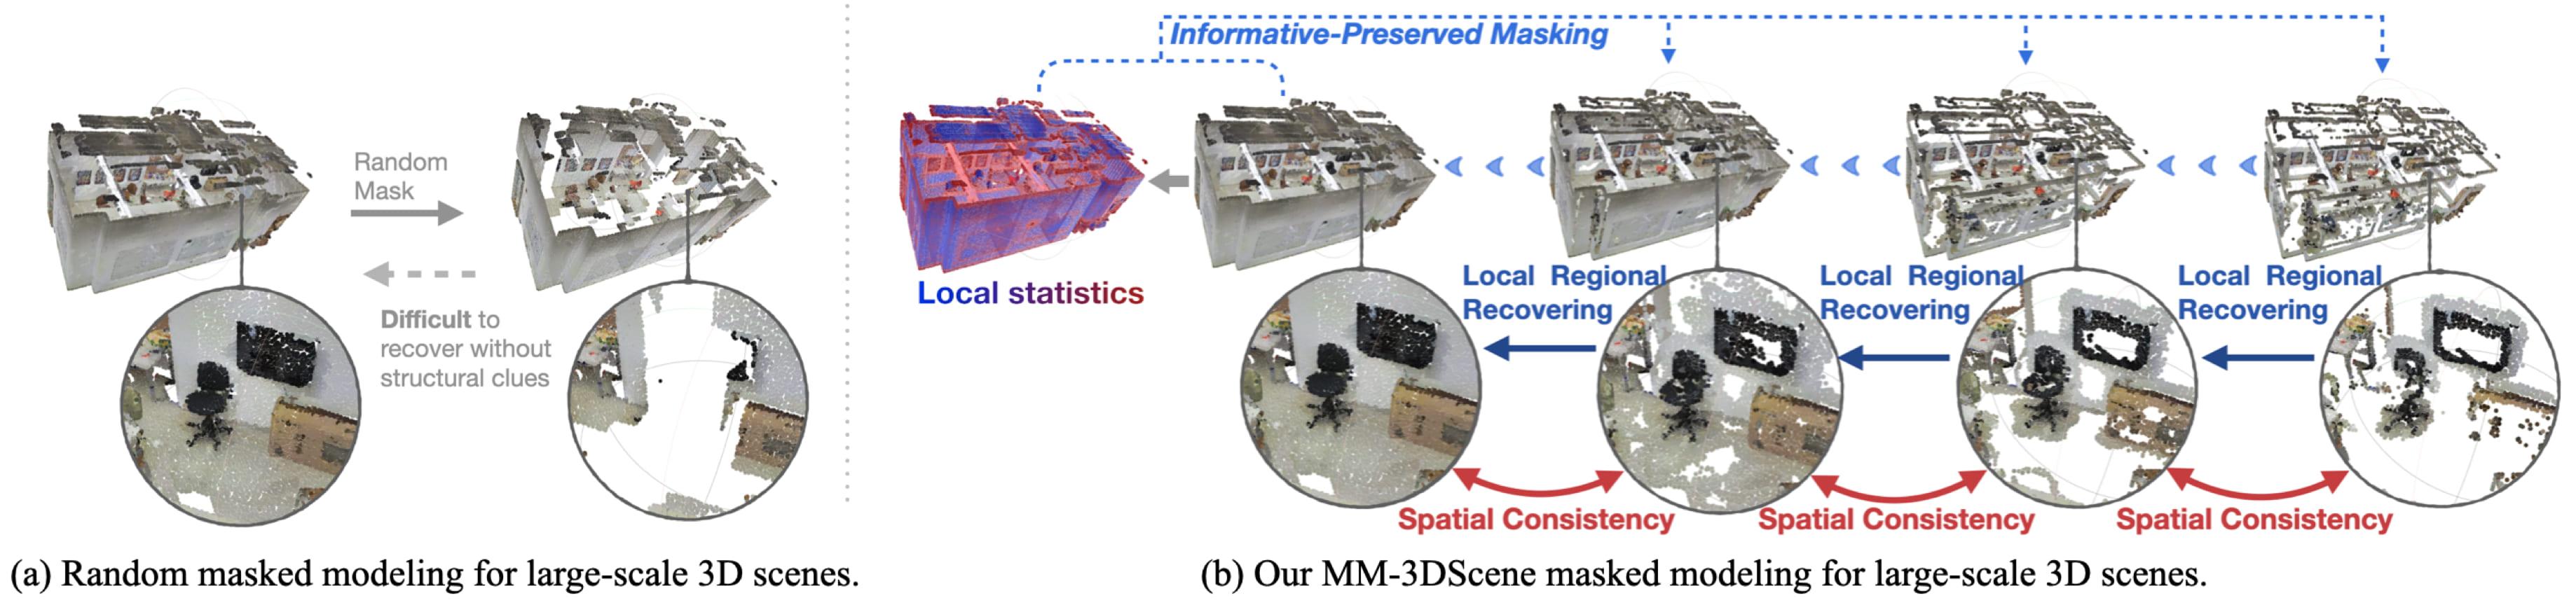 Random
Mask
Difficult to
recover without
structural clues
(a) Random masked modeling for large-scale 3D scenes.
Informative-Preserved Masking
Local statistics
Local Regional
Recovering
Local Regional
Recovering
Local Regional
Recovering
Spatial Consistency
Spatial Consistency
Spatial Consistency
(b) Our MM-3DScene masked modeling for large-scale 3D scenes.